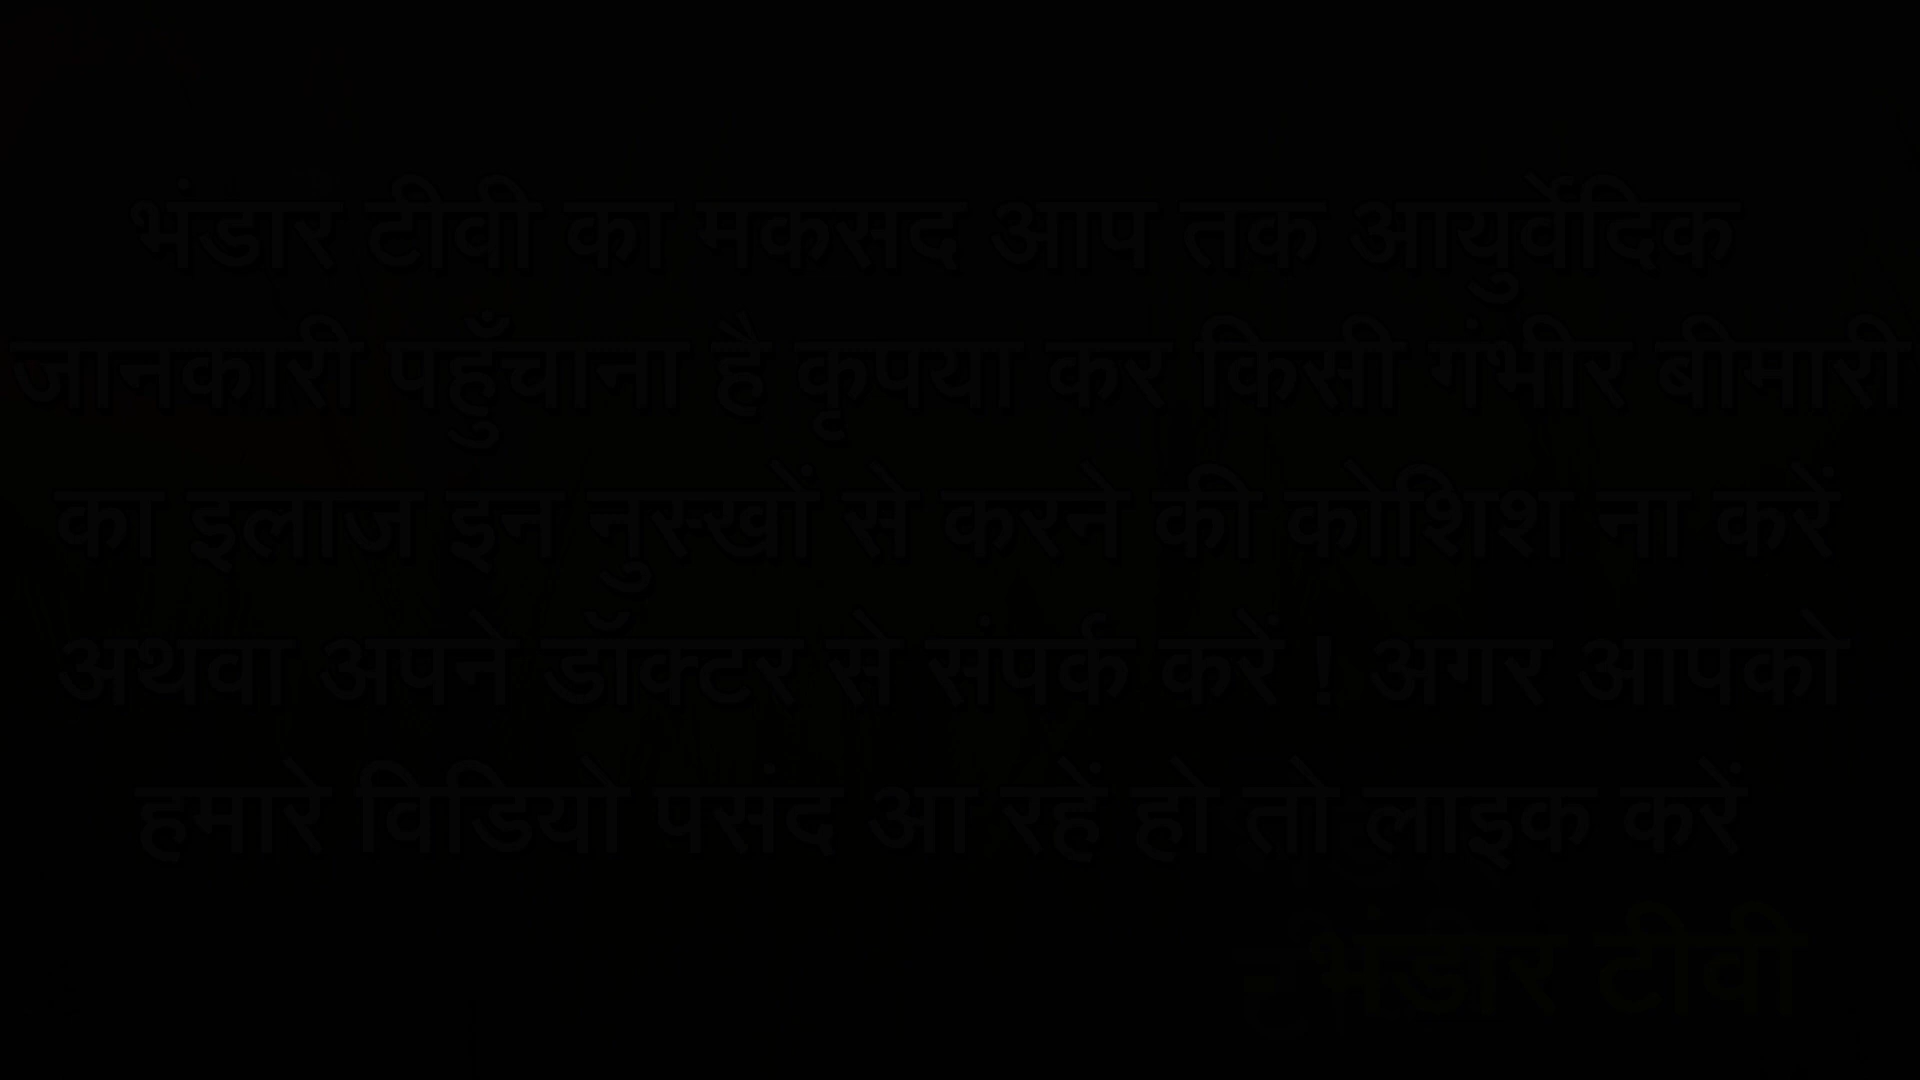 भंडार टीवी का मकसद आप तक आयुर्वेदिक
जानकारी पहुँचाना है कृपया कर किसी गंभीर बीमारी
का इलाज इन नुस्खों से करने की कोशिश ना करें
अथवा अपने डॉक्टर से संपर्क करें ! अगर आपको
हमारे विडियो पसंद आ रहें हो तो लाइक करें
भंडार टीवी